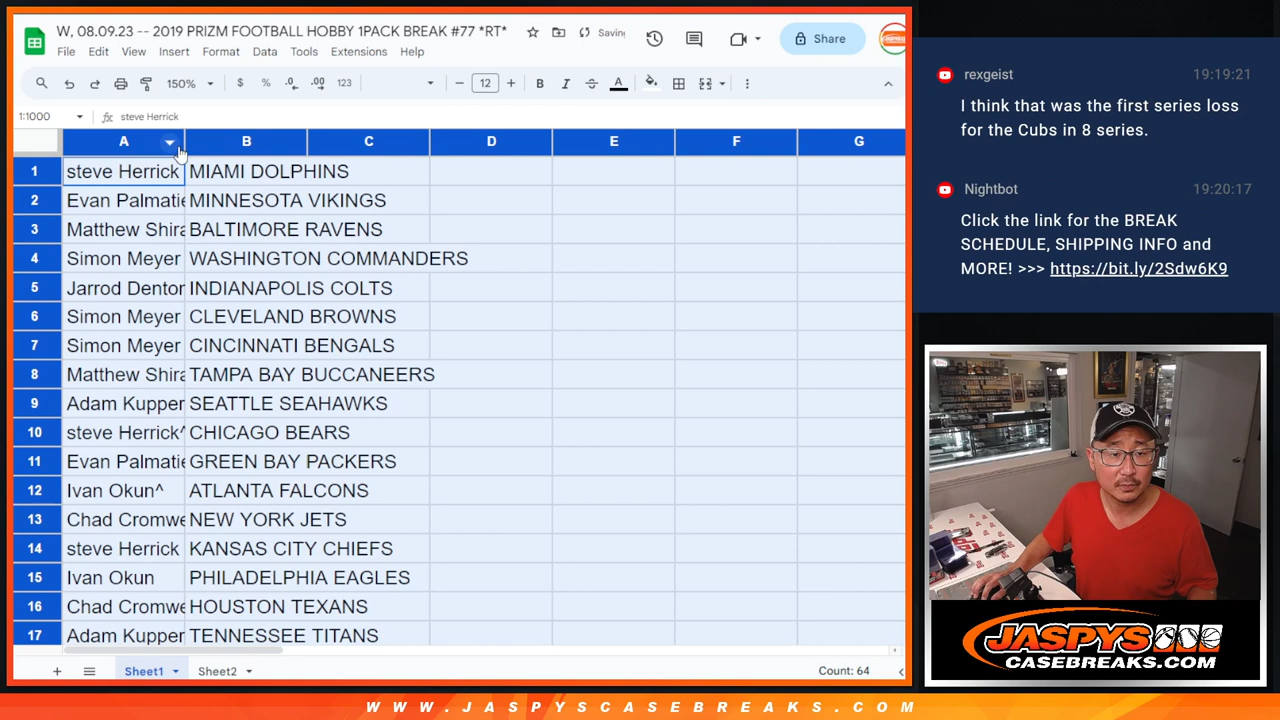 W, 08.09.23 -- 2019 PRIZM FOOTBALL HOBBY 1PACK BREAK #77 *RT*
Saving
File Edit View Insert Format Data Tools Extensions Help
Share
150% $ % .0 .00 123 12 B I S A
1:1000 fx steve Herrick
A B C D E F G
1 steve Herrick MIAMI DOLPHINS
2 Evan Palmatie MINNESOTA VIKINGS
3 Matthew Shira BALTIMORE RAVENS
4 Simon Meyer WASHINGTON COMMANDERS
5 Jarrod Denton INDIANAPOLIS COLTS
6 Simon Meyer CLEVELAND BROWNS
7 Simon Meyer CINCINNATI BENGALS
8 Matthew Shira TAMPA BAY BUCCANEERS
9 Adam Kupper SEATTLE SEAHAWKS
10 steve Herrick^ CHICAGO BEARS
11 Evan Palmatie GREEN BAY PACKERS
12 Ivan Okun^ ATLANTA FALCONS
13 Chad Cromwe NEW YORK JETS
14 steve Herrick KANSAS CITY CHIEFS
15 Ivan Okun PHILADELPHIA EAGLES
16 Chad Cromwe HOUSTON TEXANS
17 Adam Kupper TENNESSEE TITANS
Sheet1 Sheet2 Count: 64
rexgeist 19:19:21
I think that was the first series loss
for the Cubs in 8 series.
Nightbot 19:20:17
Click the link for the BREAK
SCHEDULE, SHIPPING INFO and
MORE! >>> https://bit.ly/2Sdw6K9
JASPYS
CASEBREAKS.COM
WWW.JASPYSCASEBREAKS.COM